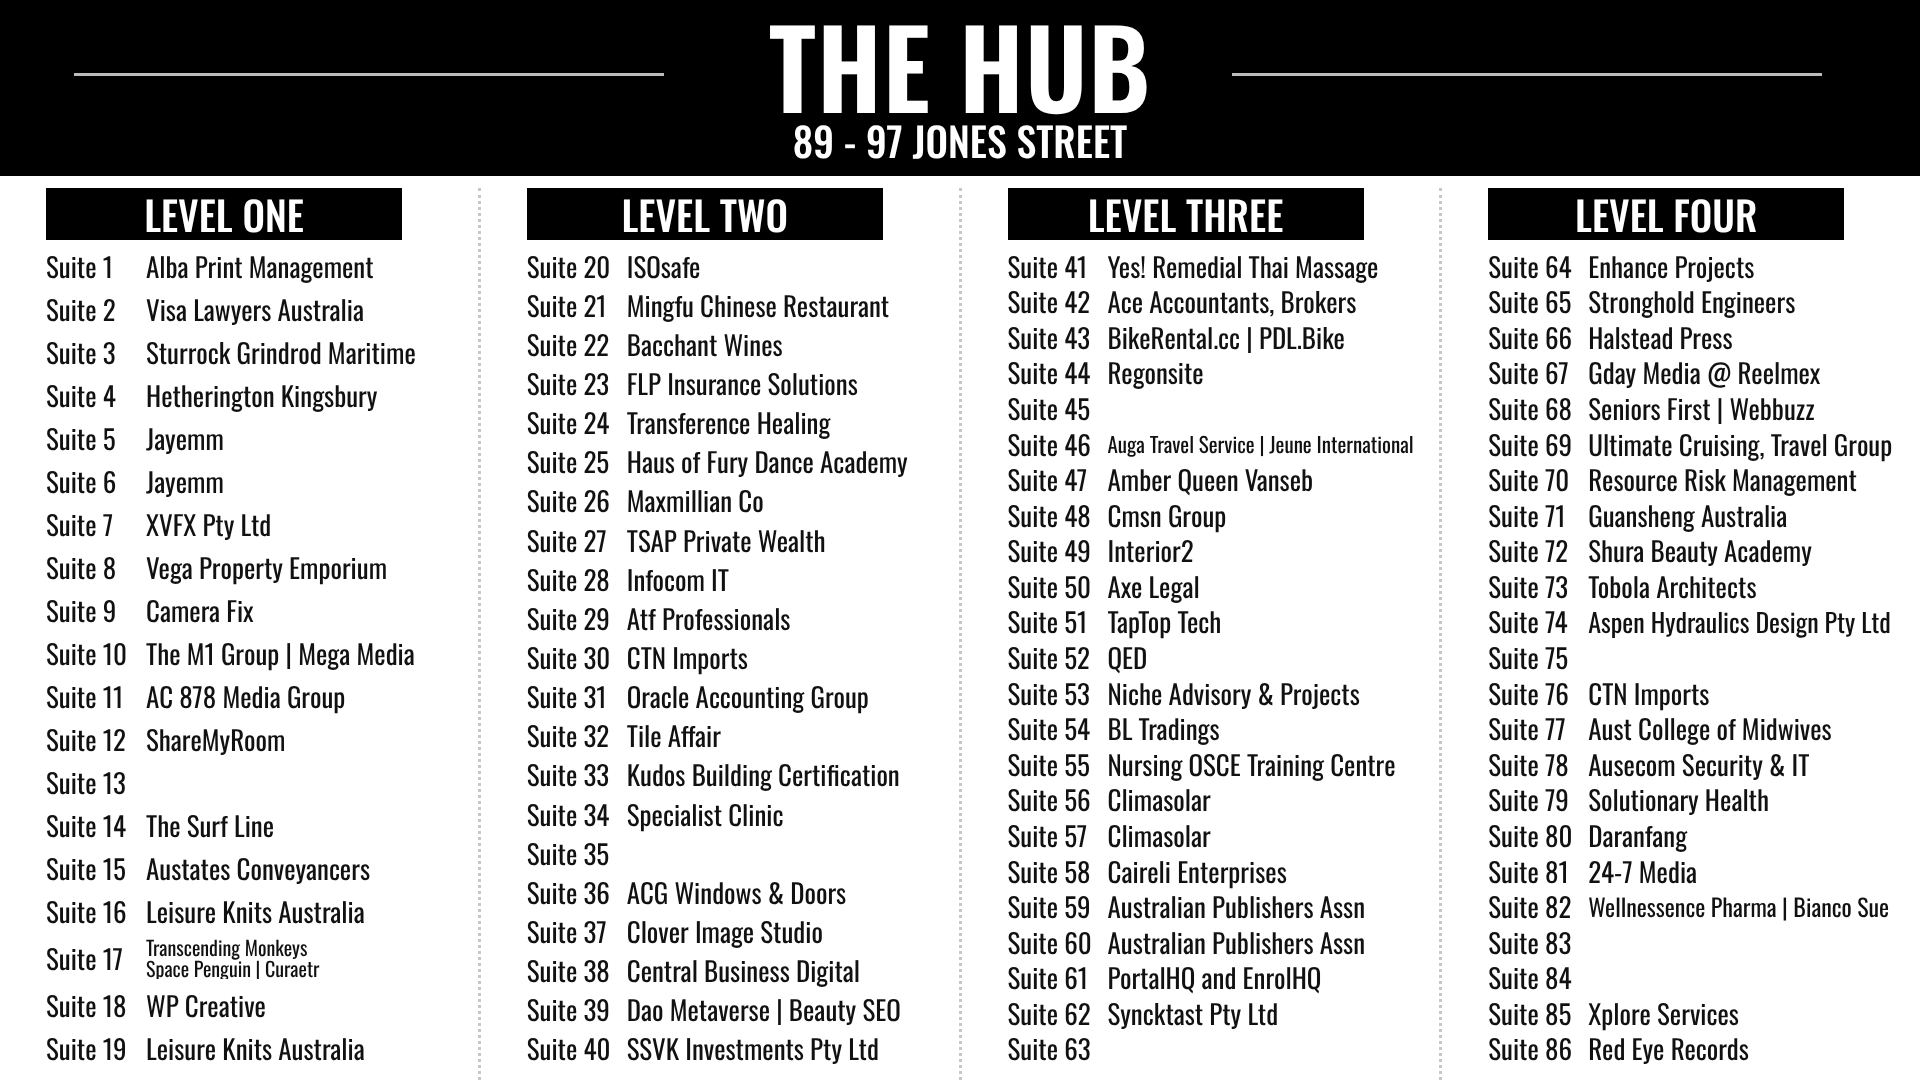 THE HUB
89 - 97 JONES STREET
LEVEL ONE
Suite 1 Alba Print Management
Suite 2 Visa Lawyers Australia
Suite 3 Sturrock Grindrod Maritime
Suite 4 Hetherington Kingsbury
Suite 5 Jayemm
Suite 6 Jayemm
Suite 7 XVFX Pty Ltd
Suite 8 Vega Property Emporium
Suite 9 Camera Fix
Suite 10 The M1 Group | Mega Media
Suite 11 AC 878 Media Group
Suite 12 ShareMyRoom
Suite 13
Suite 14 The Surf Line
Suite 15 Austates Conveyancers
Suite 16 Leisure Knits Australia
Suite 17 Transcending Monkeys
Space Penguin | Curaetr
Suite 18 WP Creative
Suite 19 Leisure Knits Australia
LEVEL TWO
Suite 20 ISOsafe
Suite 21 Mingfu Chinese Restaurant
Suite 22 Bacchant Wines
Suite 23 FLP Insurance Solutions
Suite 24 Transference Healing
Suite 25 Haus of Fury Dance Academy
Suite 26 Maxmillian Co
Suite 27 TSAP Private Wealth
Suite 28 Infocom IT
Suite 29 Atf Professionals
Suite 30 CTN Imports
Suite 31 Oracle Accounting Group
Suite 32 Tile Affair
Suite 33 Kudos Building Certification
Suite 34 Specialist Clinic
Suite 35
Suite 36 ACG Windows & Doors
Suite 37 Clover Image Studio
Suite 38 Central Business Digital
Suite 39 Dao Metaverse | Beauty SEO
Suite 40 SSVK Investments Pty Ltd
LEVEL THREE
Suite 41 Yes! Remedial Thai Massage
Suite 42 Ace Accountants, Brokers
Suite 43 BikeRental.cc | PDL.Bike
Suite 44 Regonsite
Suite 45
Suite 46 Auga Travel Service | Jeune International
Suite 47 Amber Queen Vanseb
Suite 48 Cmsn Group
Suite 49 Interior2
Suite 50 Axe Legal
Suite 51 TapTop Tech
Suite 52 QED
Suite 53 Niche Advisory & Projects
Suite 54 BL Tradings
Suite 55 Nursing OSCE Training Centre
Suite 56 Climasolar
Suite 57 Climasolar
Suite 58 Caireli Enterprises
Suite 59 Australian Publishers Assn
Suite 60 Australian Publishers Assn
Suite 61 PortalHQ and EnrolHQ
Suite 62 Syncktast Pty Ltd
Suite 63
LEVEL FOUR
Suite 64 Enhance Projects
Suite 65 Stronghold Engineers
Suite 66 Halstead Press
Suite 67 Gday Media @ Reelmex
Suite 68 Seniors First | Webbuzz
Suite 69 Ultimate Cruising, Travel Group
Suite 70 Resource Risk Management
Suite 71 Guansheng Australia
Suite 72 Shura Beauty Academy
Suite 73 Tobola Architects
Suite 74 Aspen Hydraulics Design Pty Ltd
Suite 75
Suite 76 CTN Imports
Suite 77 Aust College of Midwives
Suite 78 Ausecom Security & IT
Suite 79 Solutionary Health
Suite 80 Daranfang
Suite 81 24-7 Media
Suite 82 Wellnessence Pharma | Bianco Sue
Suite 83
Suite 84
Suite 85 Xplore Services
Suite 86 Red Eye Records